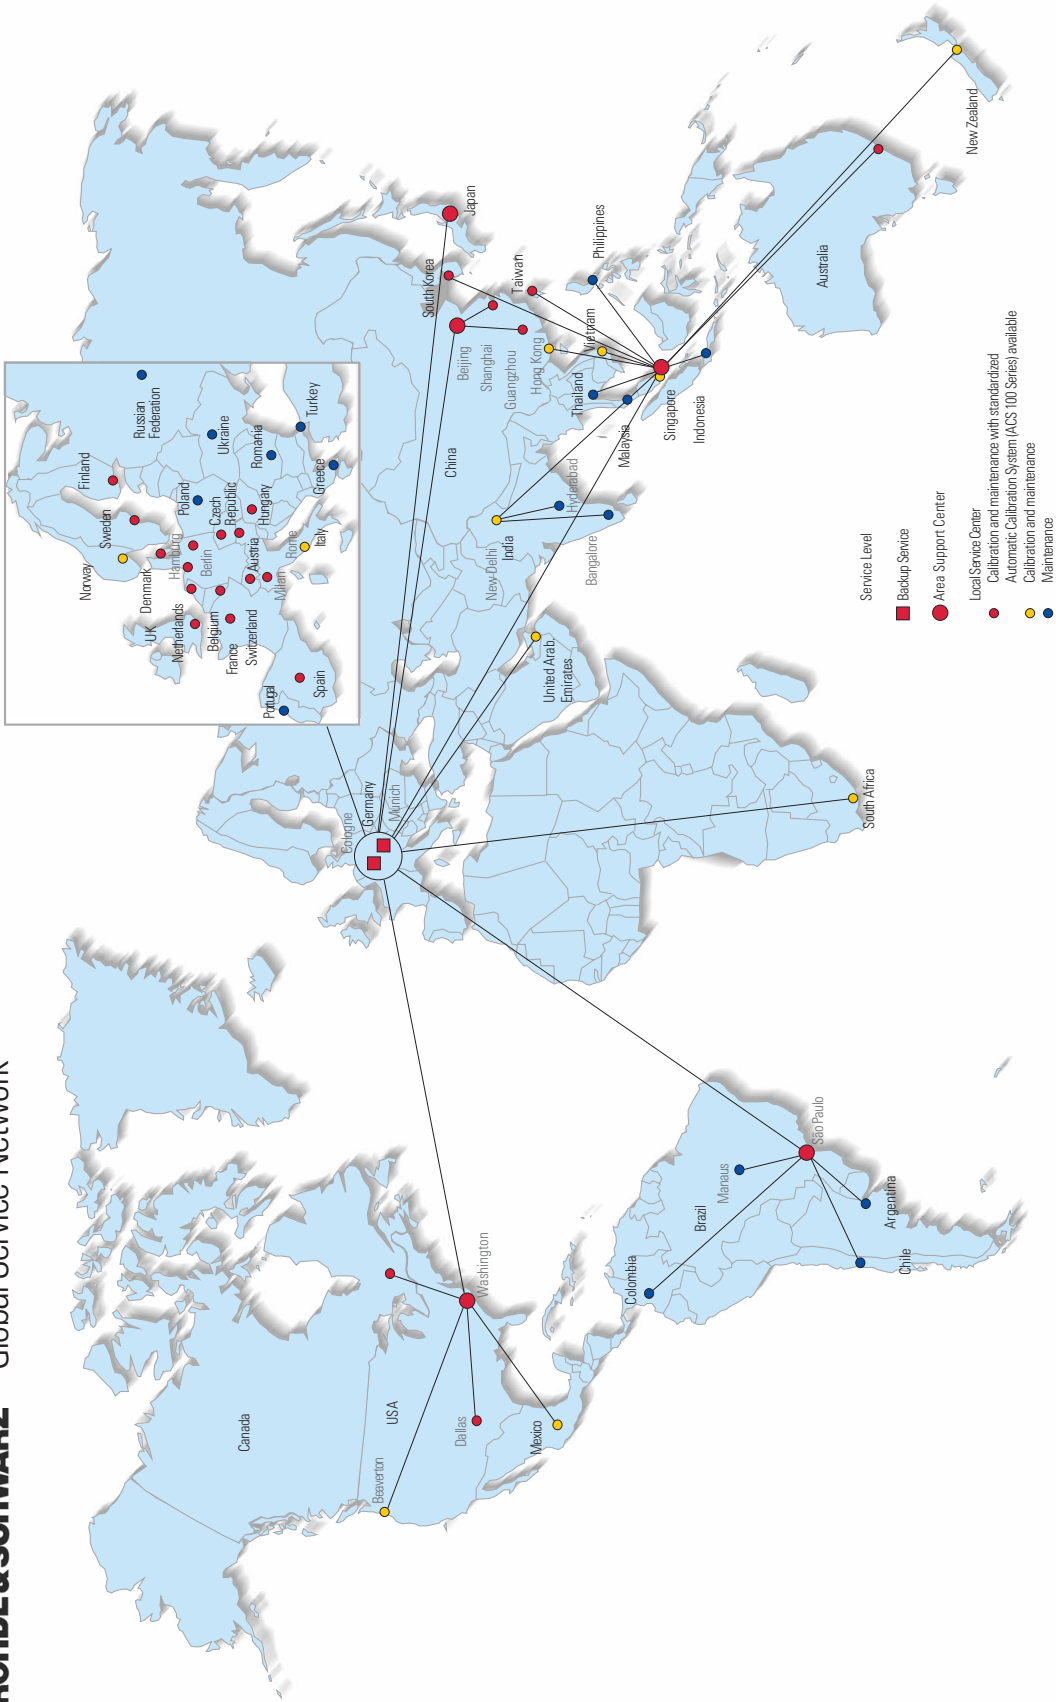 ROHDE&SCHWARZ Global Service Network
Canada
Beaverton
USA
Dallas
Washington
Mexico
Colombia
Brazil
Manaus
São Paulo
Chile
Argentina
Cologne
Germany
Munich
South Africa
United Arab.
Emirates
New Delhi
India
Hyderabad
Bangalore
China
Beijing
Shanghai
Guangzhou
Hong Kong
South Korea
Japan
Taiwan
Philippines
Vietnam
Thailand
Malaysia
Singapore
Indonesia
Australia
New Zealand
Norway
Sweden
Finland
Denmark
UK
Netherlands
Hamburg
Berlin
Belgium
France
Switzerland
Austria
Milan
Rome
Italy
Portugal
Spain
Poland
Czech
Republic
Hungary
Russian
Federation
Ukraine
Romania
Turkey
Greece
Service Level
Backup Service
Area Support Center
Local Service Center
Calibration and maintenance with standardized
Automatic Calibration System (ACS 100 Series) available
Calibration and maintenance
Maintenance